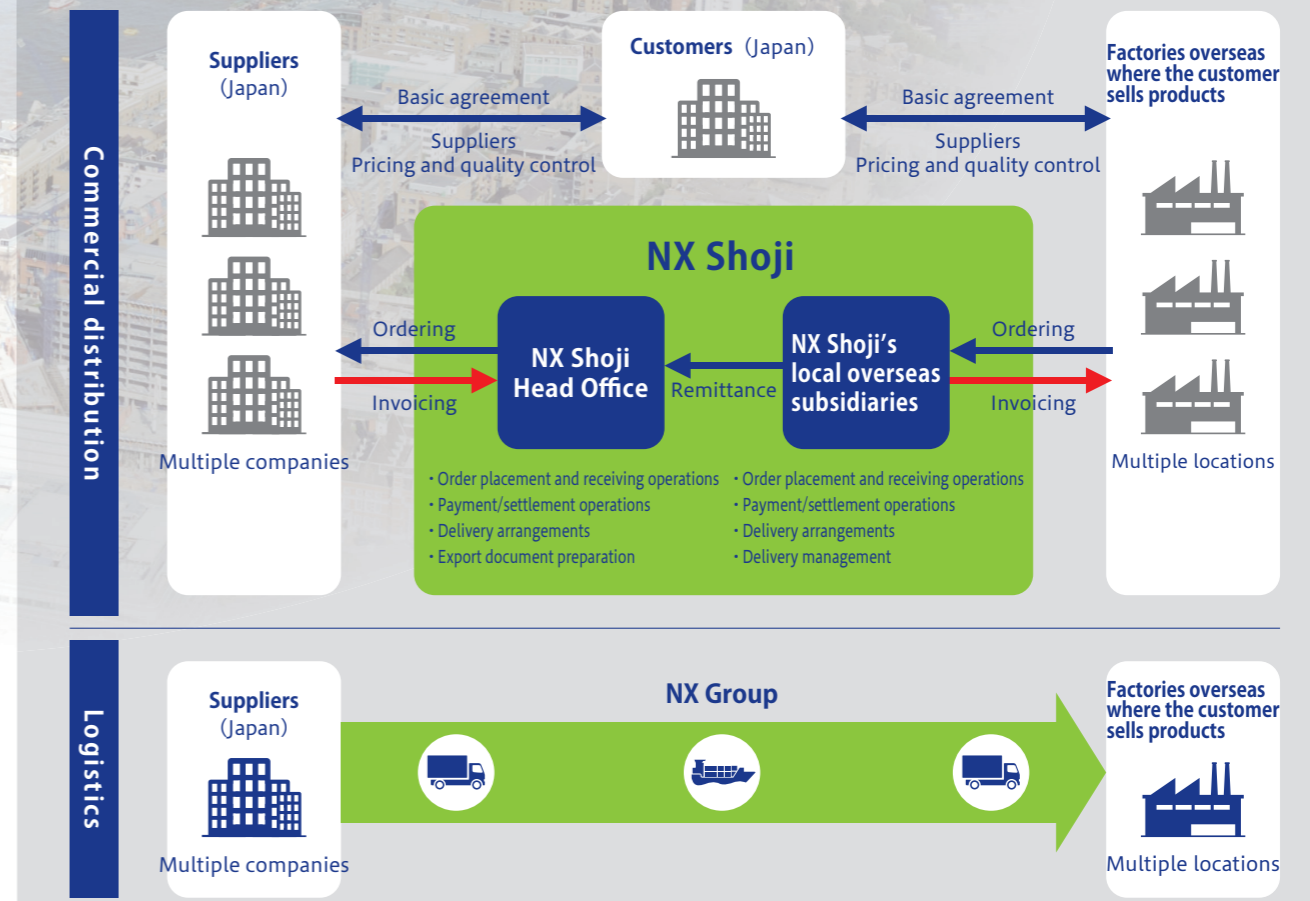 Commercial distribution
Suppliers
(Japan)
Multiple companies
Basic agreement
Suppliers
Pricing and quality control
Customers (Japan)
Basic agreement
Suppliers
Pricing and quality control
Factories overseas
where the customer
sells products
Multiple locations
NX Shoji
Ordering
Invoicing
NX Shoji
Head Office
Remittance
NX Shoji’s
local overseas
subsidiaries
Ordering
Invoicing
・Order placement and receiving operations
・Payment/settlement operations
・Delivery arrangements
・Export document preparation
・Order placement and receiving operations
・Payment/settlement operations
・Delivery arrangements
・Delivery management
Logistics
Suppliers
(Japan)
Multiple companies
NX Group
Factories overseas
where the customer
sells products
Multiple locations